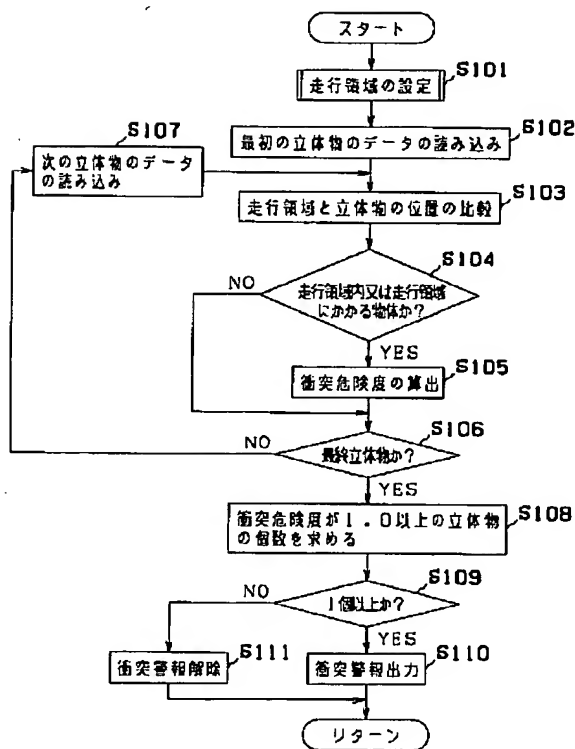 スタート
S101
走行領域の設定
S107
S102
次の立体物のデータ
の読み込み
最初の立体物のデータの読み込み
S103
走行領域と立体物の位置の比較
S104
NO
走行領域内又は走行領域
にかかる物体か?
YES
S105
衝突危険度の算出
S106
NO
最終立体物か?
YES
S108
衝突危険度が1.0以上の立体物
の個数を求める
S109
NO
1個以上か?
YES
S111
S110
衝突警報解除
衝突警報出力
リターン